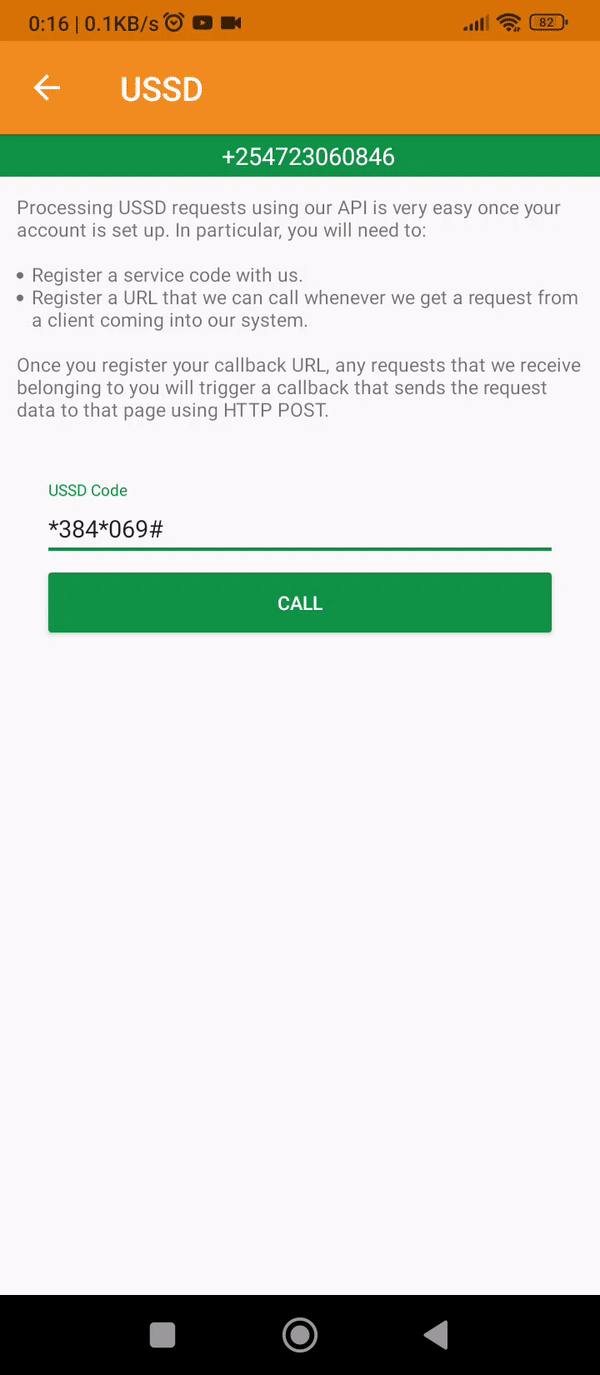 0:16 | 0.1KB/s
82
USSD
+254723060846
Processing USSD requests using our API is very easy once your
account is set up. In particular, you will need to:
• Register a service code with us.
• Register a URL that we can call whenever we get a request from
a client coming into our system.
Once you register your callback URL, any requests that we receive
belonging to you will trigger a callback that sends the request
data to that page using HTTP POST.
USSD Code
*384*069#
CALL